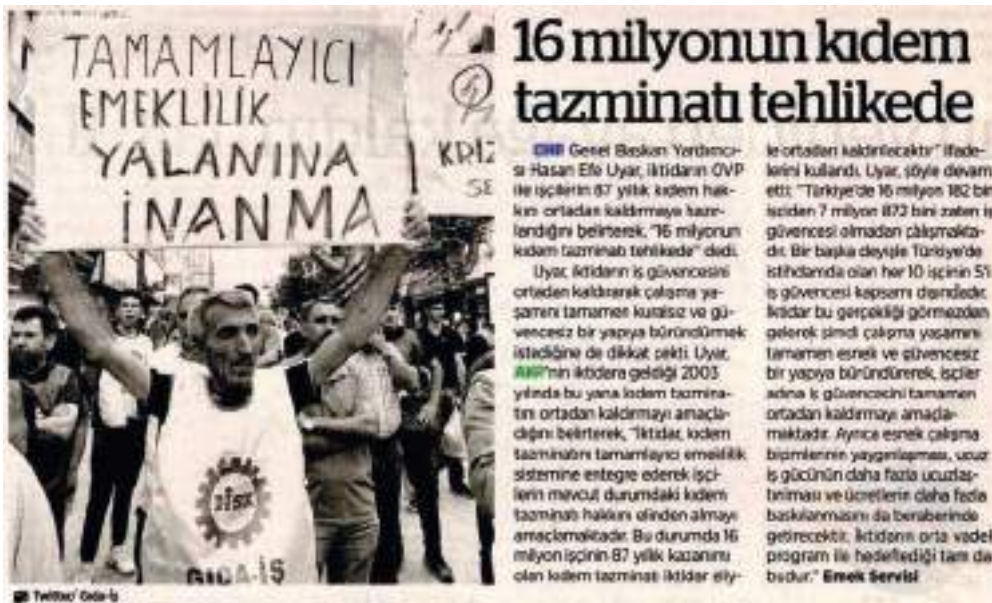 TAMAMLAYICI
EMEKLİLİK
YALANINA
İNANMA
KRİZ
SE
DİSK
GIDA-İŞ
Twitter/ Gıda-İş
16 milyonun kıdem
tazminatı tehlikede
CHP Genel Başkan Yardımcı-
sı Hasan Efe Uyar, iktidarın OVP
ile işçilerin 87 yıllık kıdem hak-
kını ortadan kaldırmaya hazır-
landığını belirterek, "16 milyonun
kıdem tazminatı tehlikede" dedi.
Uyar, iktidarın iş güvencesini
ortadan kaldırarak çalışma ya-
şamını tamamen kuralsız ve gü-
vencesiz bir yapıya büründürmek
istediğine de dikkat çekti. Uyar,
AKP'nin iktidara geldiği 2003
yılında bu yana kıdem tazmina-
tını ortadan kaldırmayı amaçla-
dığını belirterek, "İktidar, kıdem
tazminatını tamamlayıcı emeklilik
sistemine entegre ederek işçi-
lerin mevcut durumdaki kıdem
tazminatı hakkını elinden almayı
amaçlamaktadır. Bu durumda 16
milyon işçinin 87 yıllık kazanımı
olan kıdem tazminatı iktidar eliy-
le ortadan kaldırılacaktır" ifade-
lerini kullandı. Uyar, şöyle devam
etti: "Türkiye'de 16 milyon 182 bin
işçiden 7 milyon 872 bini zaten iş
güvencesi olmadan çalışmakta-
dır. Bir başka deyişle Türkiye'de
istihdamda olan her 10 işçinin 5'i
iş güvencesi kapsamı dışındadır.
İktidar bu gerçekliği görmezden
gelerek şimdi çalışma yaşamını
tamamen esnek ve güvencesiz
bir yapıya büründürerek, işçiler
adına iş güvencesini tamamen
ortadan kaldırmayı amaçla-
maktadır. Ayrıca esnek çalışma
biçimlerinin yaygınlaşması, ucuz
iş gücünün daha fazla ucuzlaş-
tırılması ve ücretlerin daha fazla
baskılanmasını da beraberinde
getirecektir. İktidarın orta vadeli
program ile hedeflediği tam da
budur." Emek Servisi